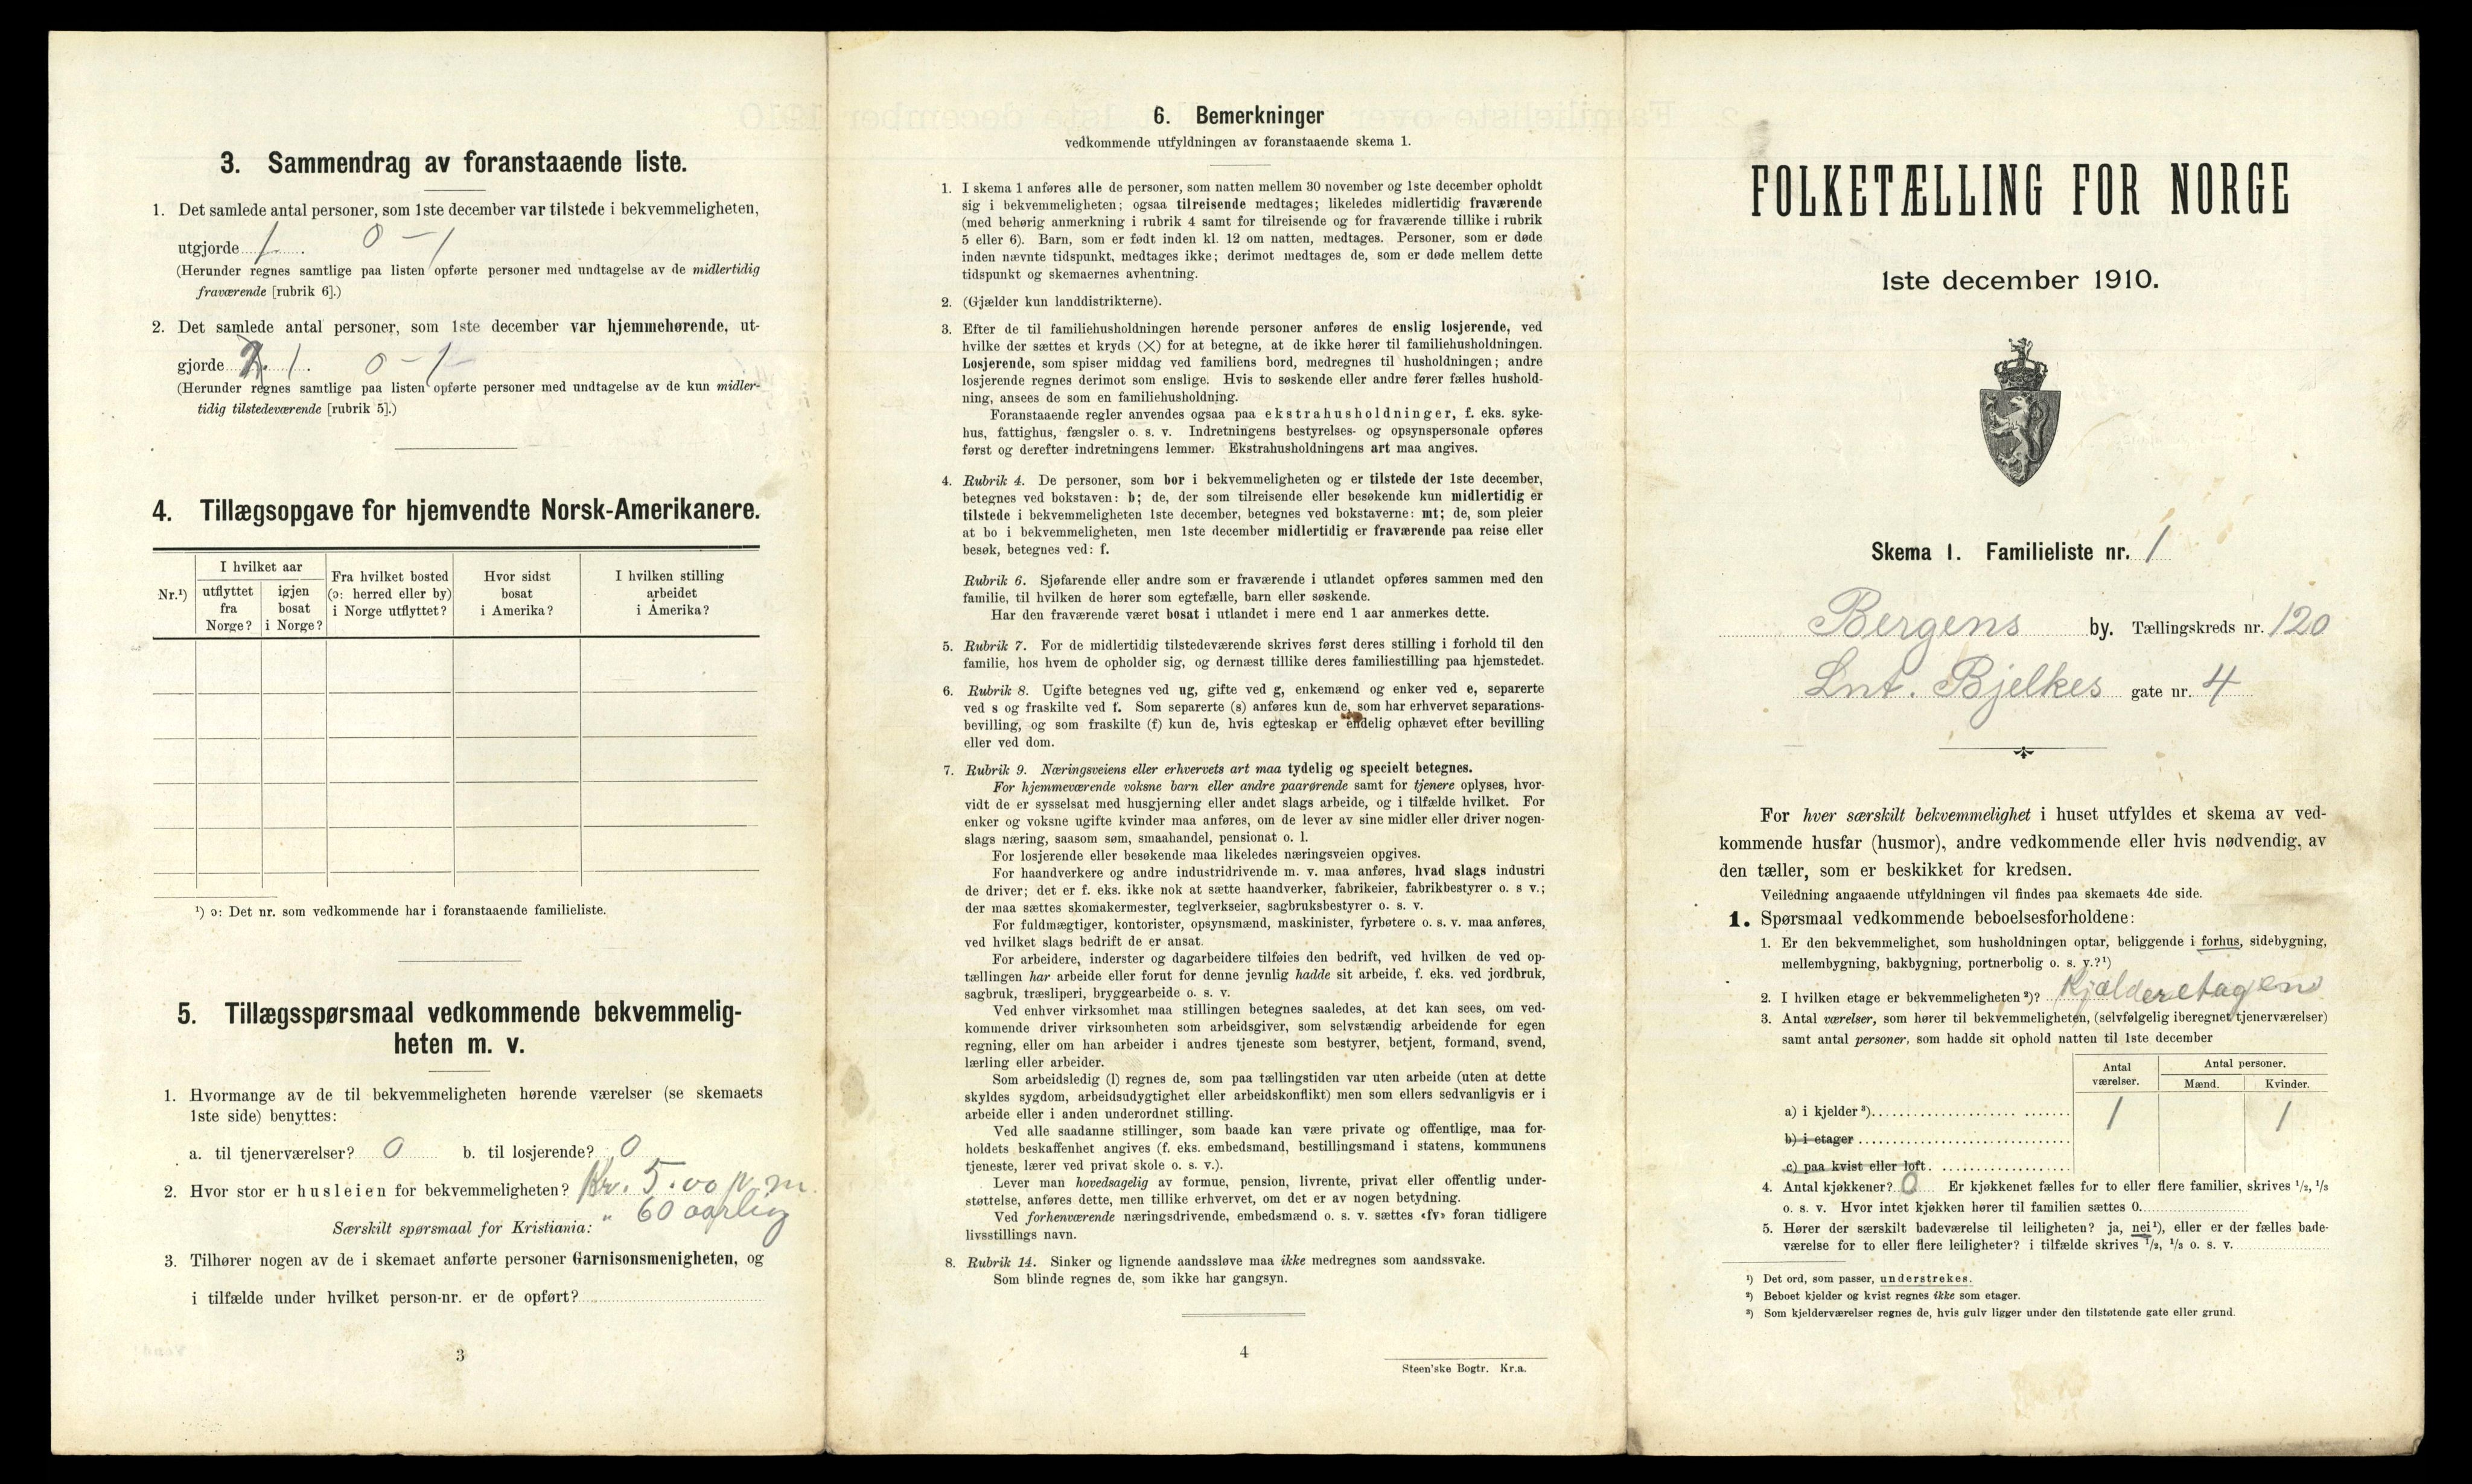 3. Sammendrag av foranstaaende liste.
1. Det samlede antal personer, som 1ste december var tilstede i bekvemmeligheten,
utgjorde 1. 0 – 1
(Herunder regnes samtlige paa listen opførte personer med undtagelse av de midlertidig
fraværende [rubrik 6].)
2. Det samlede antal personer, som 1ste december var hjemmehørende, ut-
gjorde 2. 1. 0 – 1
(Herunder regnes samtlige paa listen opførte personer med undtagelse av de kun midler-
tidig tilstedeværende [rubrik 5].)
4. Tillægsopgave for hjemvendte Norsk-Amerikanere.
Nr.¹)
I hvilket aar
utflyttet fra Norge?
igjen bosat i Norge?
Fra hvilket bosted (ɔ: herred eller by) i Norge utflyttet?
Hvor sidst bosat i Amerika?
I hvilken stilling arbeidet i Amerika?
¹) ɔ: Det nr. som vedkommende har i foranstaaende familieliste.
5. Tillægsspørsmaal vedkommende bekvemmelig-
heten m. v.
1. Hvormange av de til bekvemmeligheten hørende værelser (se skemaets
1ste side) benyttes:
a. til tjenerværelser? 0 b. til losjerende? 0
2. Hvor stor er husleien for bekvemmeligheten? Kr. 5.00 p. m.
" 60 aarlig
Særskilt spørsmaal for Kristiania:
3. Tilhører nogen av de i skemaet anførte personer Garnisonsmenigheten, og
i tilfælde under hvilket person-nr. er de opført?
3
6. Bemerkninger
vedkommende utfyldningen av foranstaaende skema 1.
1. I skema 1 anføres alle de personer, som natten mellem 30 november og 1ste december opholdt
sig i bekvemmeligheten; ogsaa tilreisende medtages; likeledes midlertidig fraværende
(med behørig anmerkning i rubrik 4 samt for tilreisende og for fraværende tillike i rubrik
5 eller 6). Barn, som er født inden kl. 12 om natten, medtages. Personer, som er døde
inden nævnte tidspunkt, medtages ikke; derimot medtages de, som er døde mellem dette
tidspunkt og skemaernes avhentning.
2. (Gjælder kun landdistrikterne).
3. Efter de til familiehusholdningen hørende personer anføres de enslig losjerende, ved
hvilke der sættes et kryds (×) for at betegne, at de ikke hører til familiehusholdningen.
Losjerende, som spiser middag ved familiens bord, medregnes til husholdningen; andre
losjerende regnes derimot som enslige. Hvis to søskende eller andre fører fælles hushold-
ning, ansees de som en familiehusholdning.
Foranstaaende regler anvendes ogsaa paa ekstrahusholdninger, f. eks. syke-
hus, fattighus, fængsler o. s. v. Indretningens bestyrelses- og opsynspersonale opføres
først og derefter indretningens lemmer. Ekstrahusholdningens art maa angives.
4. Rubrik 4. De personer, som bor i bekvemmeligheten og er tilstede der 1ste december,
betegnes ved bokstaven: b; de, der som tilreisende eller besøkende kun midlertidig er
tilstede i bekvemmeligheten 1ste december, betegnes ved bokstaverne: mt; de, som pleier
at bo i bekvemmeligheten, men 1ste december midlertidig er fraværende paa reise eller
besøk, betegnes ved: f.
Rubrik 6. Sjøfarende eller andre som er fraværende i utlandet opføres sammen med den
familie, til hvilken de hører som egtefælle, barn eller søskende.
Har den fraværende været bosat i utlandet i mere end 1 aar anmerkes dette.
5. Rubrik 7. For de midlertidig tilstedeværende skrives først deres stilling i forhold til den
familie, hos hvem de opholder sig, og dernæst tillike deres familiestilling paa hjemstedet.
6. Rubrik 8. Ugifte betegnes ved ug, gifte ved g, enkemænd og enker ved e, separerte
ved s og fraskilte ved f. Som separerte (s) anføres kun de, som har erhvervet separations-
bevilling, og som fraskilte (f) kun de, hvis egteskap er endelig ophævet efter bevilling
eller ved dom.
7. Rubrik 9. Næringsveiens eller erhvervets art maa tydelig og specielt betegnes.
For hjemmeværende voksne barn eller andre paarørende samt for tjenere oplyses, hvor-
vidt de er sysselsat med husgjerning eller andet slags arbeide, og i tilfælde hvilket. For
enker og voksne ugifte kvinder maa anføres, om de lever av sine midler eller driver nogen-
slags næring, saasom søm, smaahandel, pensionat o. l.
For losjerende eller besøkende maa likeledes næringsveien opgives.
For haandverkere og andre industridrivende m. v. maa anføres, hvad slags industri
de driver; det er f. eks. ikke nok at sætte haandverker, fabrikeier, fabrikbestyrer o. s v.;
der maa sættes skomakermester, teglverkseier, sagbruksbestyrer o. s. v.
For fuldmægtiger, kontorister, opsynsmænd, maskinister, fyrbøtere o. s. v. maa anføres,
ved hvilket slags bedrift de er ansat.
For arbeidere, inderster og dagarbeidere tilføies den bedrift, ved hvilken de ved op-
tællingen har arbeide eller forut for denne jevnlig hadde sit arbeide, f. eks. ved jordbruk,
sagbruk, træsliperi, bryggearbeide o. s. v.
Ved enhver virksomhet maa stillingen betegnes saaledes, at det kan sees, om ved-
kommende driver virksomheten som arbeidsgiver, som selvstændig arbeidende for egen
regning, eller om han arbeider i andres tjeneste som bestyrer, betjent, formand, svend,
lærling eller arbeider.
Som arbeidsledig (l) regnes de, som paa tællingstiden var uten arbeide (uten at dette
skyldes sygdom, arbeidsudygtighet eller arbeidskonflikt) men som ellers sedvanligvis er i
arbeide eller i anden underordnet stilling.
Ved alle saadanne stillinger, som baade kan være private og offentlige, maa for-
holdets beskaffenhet angives (f. eks. embedsmand, bestillingsmand i statens, kommunens
tjeneste, lærer ved privat skole o. s. v.).
Lever man hovedsagelig av formue, pension, livrente, privat eller offentlig under-
støttelse, anføres dette, men tillike erhvervet, om det er av nogen betydning.
Ved forhenværende næringsdrivende, embedsmænd o. s. v. sættes «fv» foran tidligere
livsstillings navn.
8. Rubrik 14. Sinker og lignende aandssløve maa ikke medregnes som aandssvake.
Som blinde regnes de, som ikke har gangsyn.
4
Steen'ske Bogtr. Kr.a.
FOLKETÆLLING FOR NORGE
1ste december 1910.
Skema 1. Familieliste nr. 1
Bergens by. Tællingskreds nr. 120
Lnt. Bjelkes gate nr. 4
For hver særskilt bekvemmelighet i huset utfyldes et skema av ved-
kommende husfar (husmor), andre vedkommende eller hvis nødvendig, av
den tæller, som er beskikket for kredsen.
Veiledning angaaende utfyldningen vil findes paa skemaets 4de side.
1. Spørsmaal vedkommende beboelsesforholdene:
1. Er den bekvemmelighet, som husholdningen optar, beliggende i forhus, sidebygning,
mellembygning, bakbygning, portnerbolig o. s. v.?¹)
2. I hvilken etage er bekvemmeligheten²)? Kjælderetagen
3. Antal værelser, som hører til bekvemmeligheten, (selvfølgelig iberegnet tjenerværelser)
samt antal personer, som hadde sit ophold natten til 1ste december
Antal værelser. Antal personer.
Mænd. Kvinder.
a) i kjelder³) 1 1
b) i etager
c) paa kvist eller loft
4. Antal kjøkkener? 0 Er kjøkkenet fælles for to eller flere familier, skrives ¹/₂, ¹/₃
o. s. v. Hvor intet kjøkken hører til familien sættes 0.
5. Hører der særskilt badeværelse til leiligheten? ja, nei¹), eller er der fælles bade-
værelse for to eller flere leiligheter? i tilfælde skrives ¹/₂, ¹/₃ o. s. v.
¹) Det ord, som passer, understrekes.
²) Beboet kjelder og kvist regnes ikke som etager.
³) Som kjelderværelser regnes de, hvis gulv ligger under den tilstøtende gate eller grund.